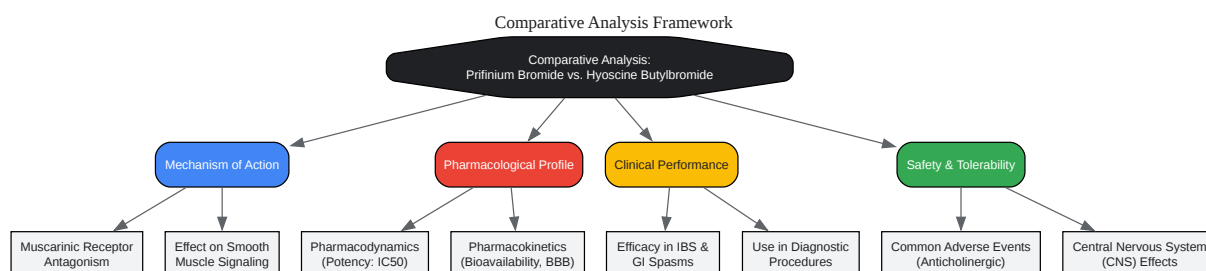 Comparative Analysis Framework
Comparative Analysis:
Prifinium Bromide vs. Hyoscine Butylbromide
Mechanism of Action
Pharmacological Profile
Clinical Performance
Safety & Tolerability
Muscarinic Receptor
Antagonism
Effect on Smooth
Muscle Signaling
Pharmacodynamics
(Potency: IC50)
Pharmacokinetics
(Bioavailability, BBB)
Efficacy in IBS &
GI Spasms
Use in Diagnostic
Procedures
Common Adverse Events
(Anticholinergic)
Central Nervous System
(CNS) Effects